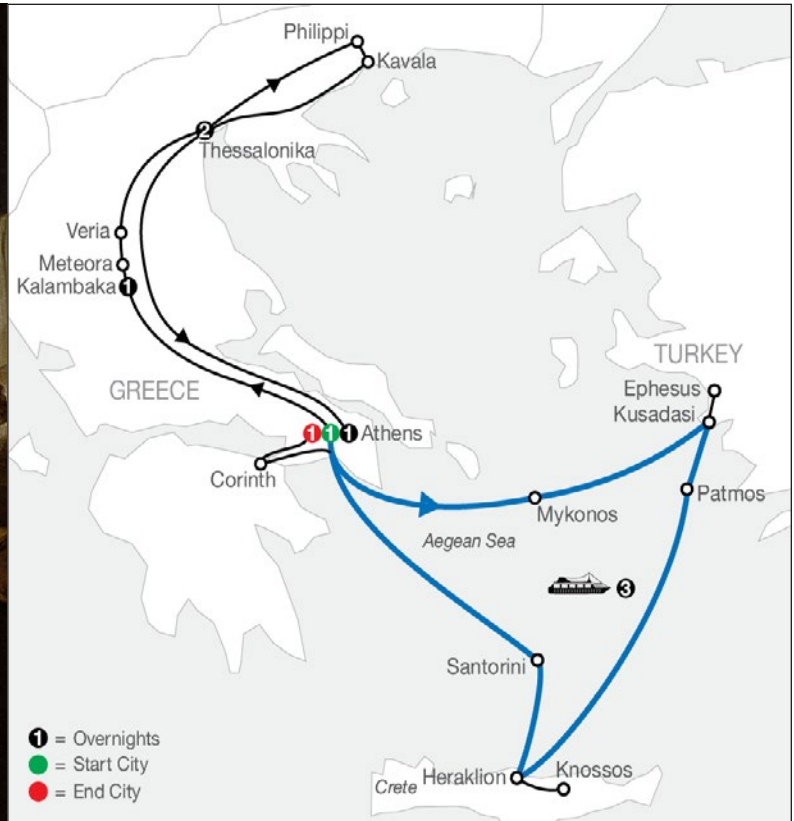 Philippi
Kavala
2
Thessalonika
Veria
Meteora
Kalambaka 1
TURKEY
GREECE
Ephesus
Kusadasi
1 1 1 Athens
Corinth
Patmos
Mykonos
Aegean Sea
3
Santorini
1 = Overnights
= Start City
= End City
Crete
Heraklion
Knossos